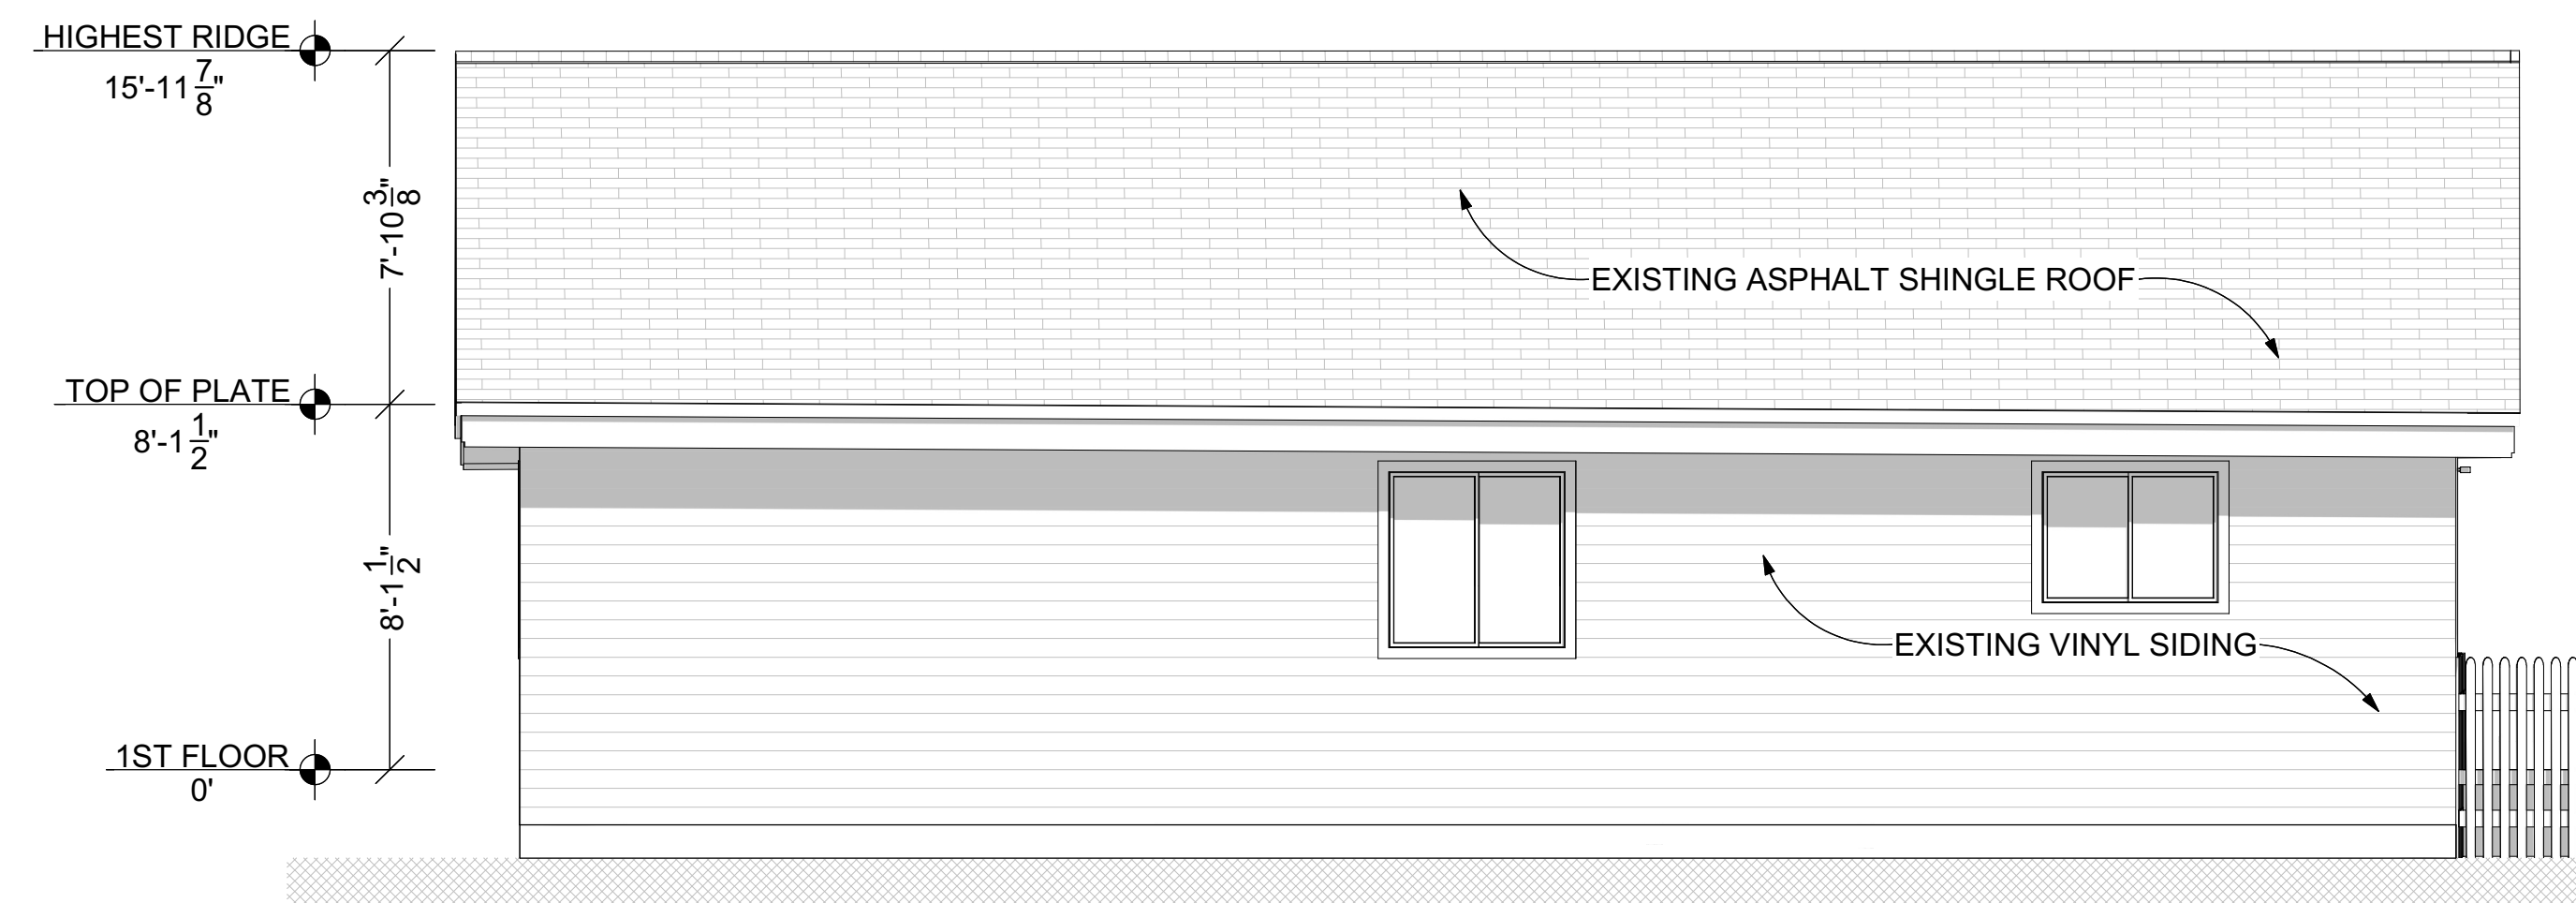 HIGHEST RIDGE
15'-11 7/8"
7'-10 3/8"
EXISTING ASPHALT SHINGLE ROOF
TOP OF PLATE
8'-1 1/2"
8'-1 1/2"
EXISTING VINYL SIDING
1ST FLOOR
0'